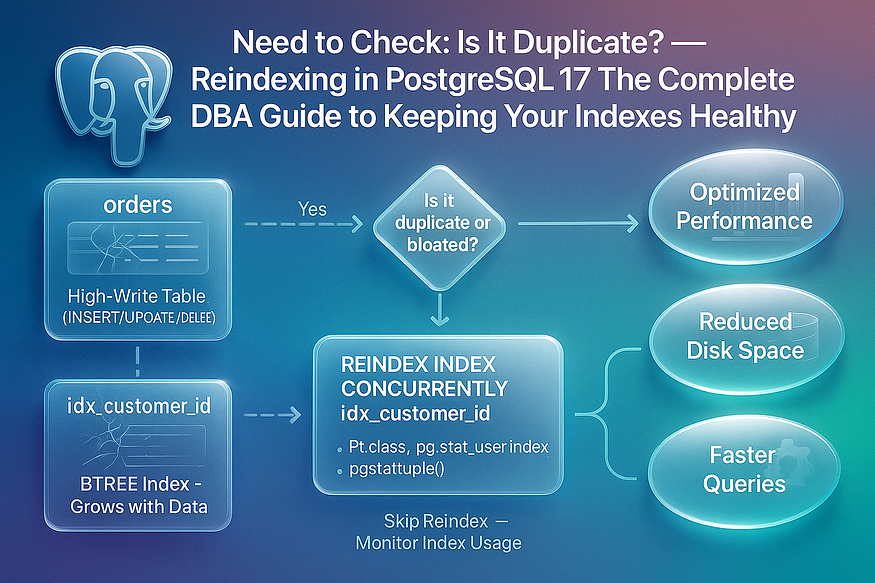 Need to Check: Is It Duplicate? —
Reindexing in PostgreSQL 17 The Complete
DBA Guide to Keeping Your Indexes Healthy
orders
High-Write Table
(INSERT/UPOATE/DELEE)
Yes
Is it
duplicate or
bloated?
Optimized
Performance
idx_customer_id
BTREE Index -
Grows with Data
REINDEX INDEX
CONCURRENTLY
idx_customer_id
• Pt.class, pg.stat_user index
• pgstattuple()
Reduced
Disk Space
Faster
Queries
Skip Reindex —
Monitor Index Usage